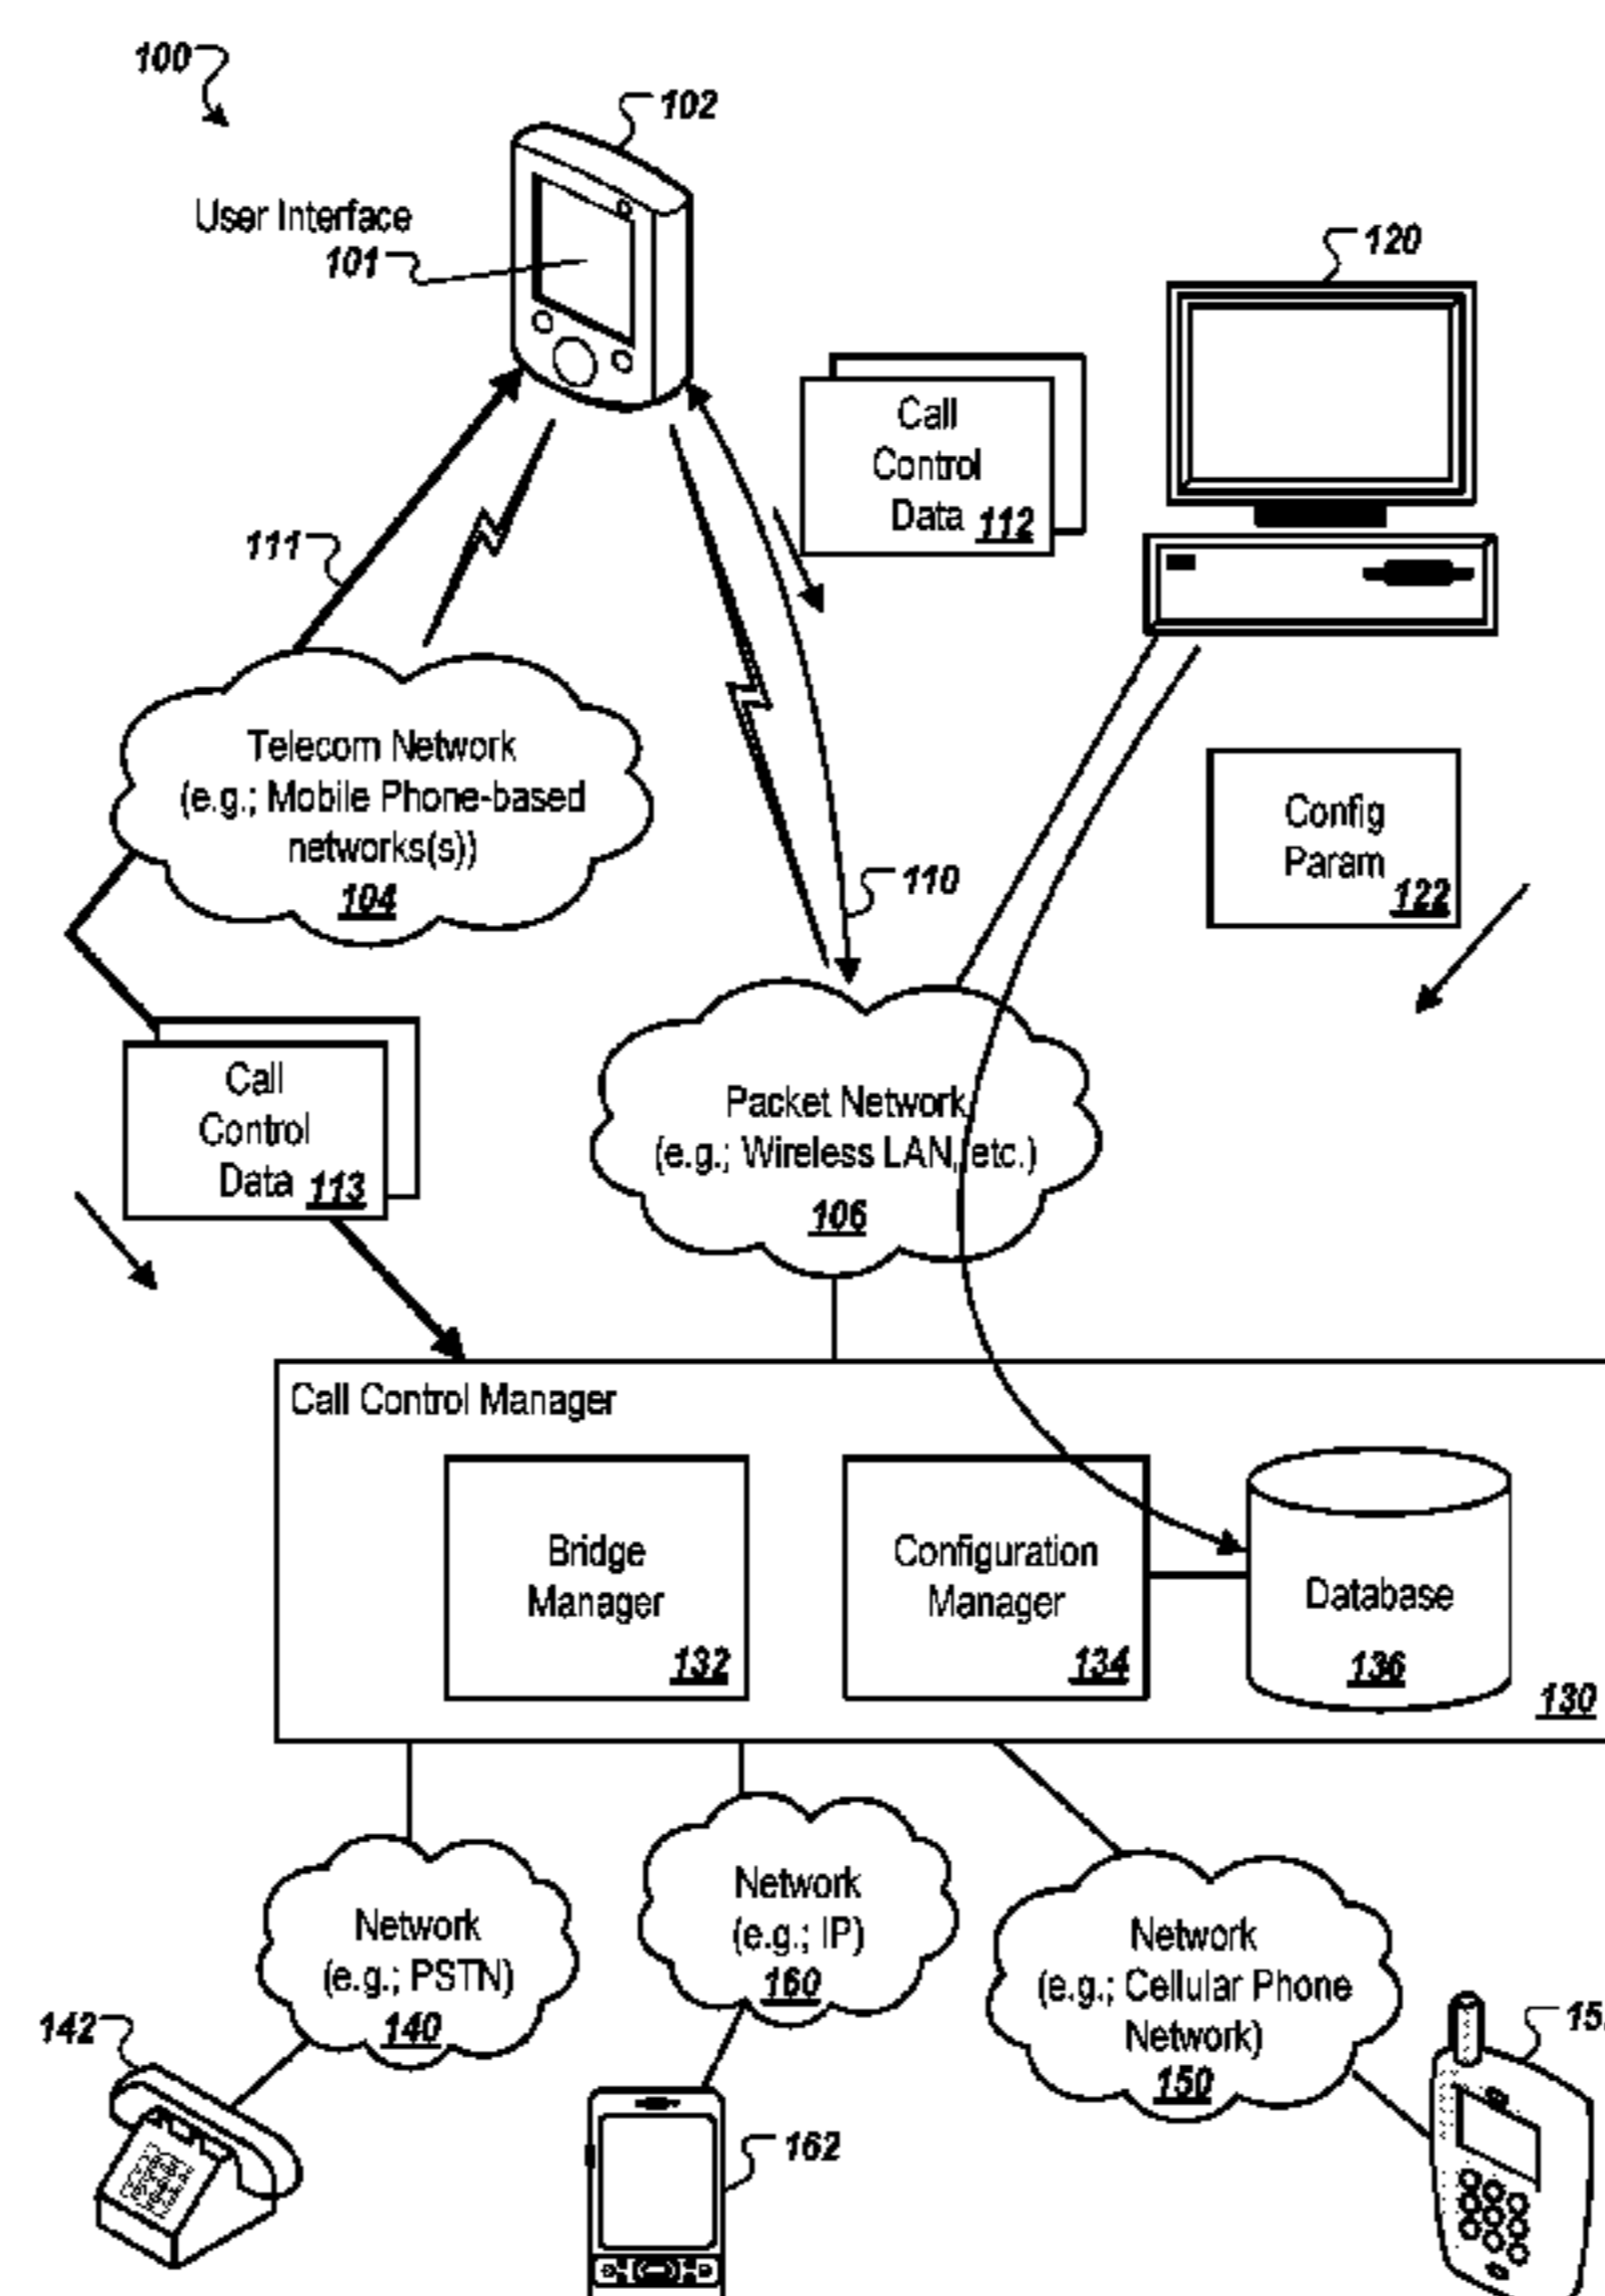 100
102
User Interface
101
120
Call
Control
Data 112
111
Telecom Network
(e.g.; Mobile Phone-based
networks(s))
104
Config
Param
122
110
Call
Control
Data 113
Packet Network
(e.g.; Wireless LAN, etc.)
106
Call Control Manager
Bridge
Manager
132
Configuration
Manager
134
Database
136
130
Network
(e.g.; PSTN)
140
Network
(e.g.; IP)
160
Network
(e.g.; Cellular Phone
Network)
150
142
162